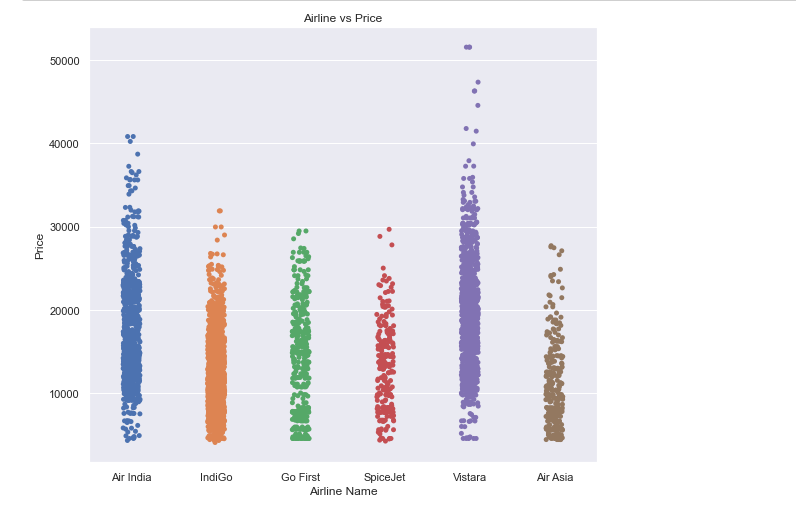 Airline vs Price
50000
40000
30000
20000
10000
Price
Air India IndiGo Go First SpiceJet Vistara Air Asia
Airline Name